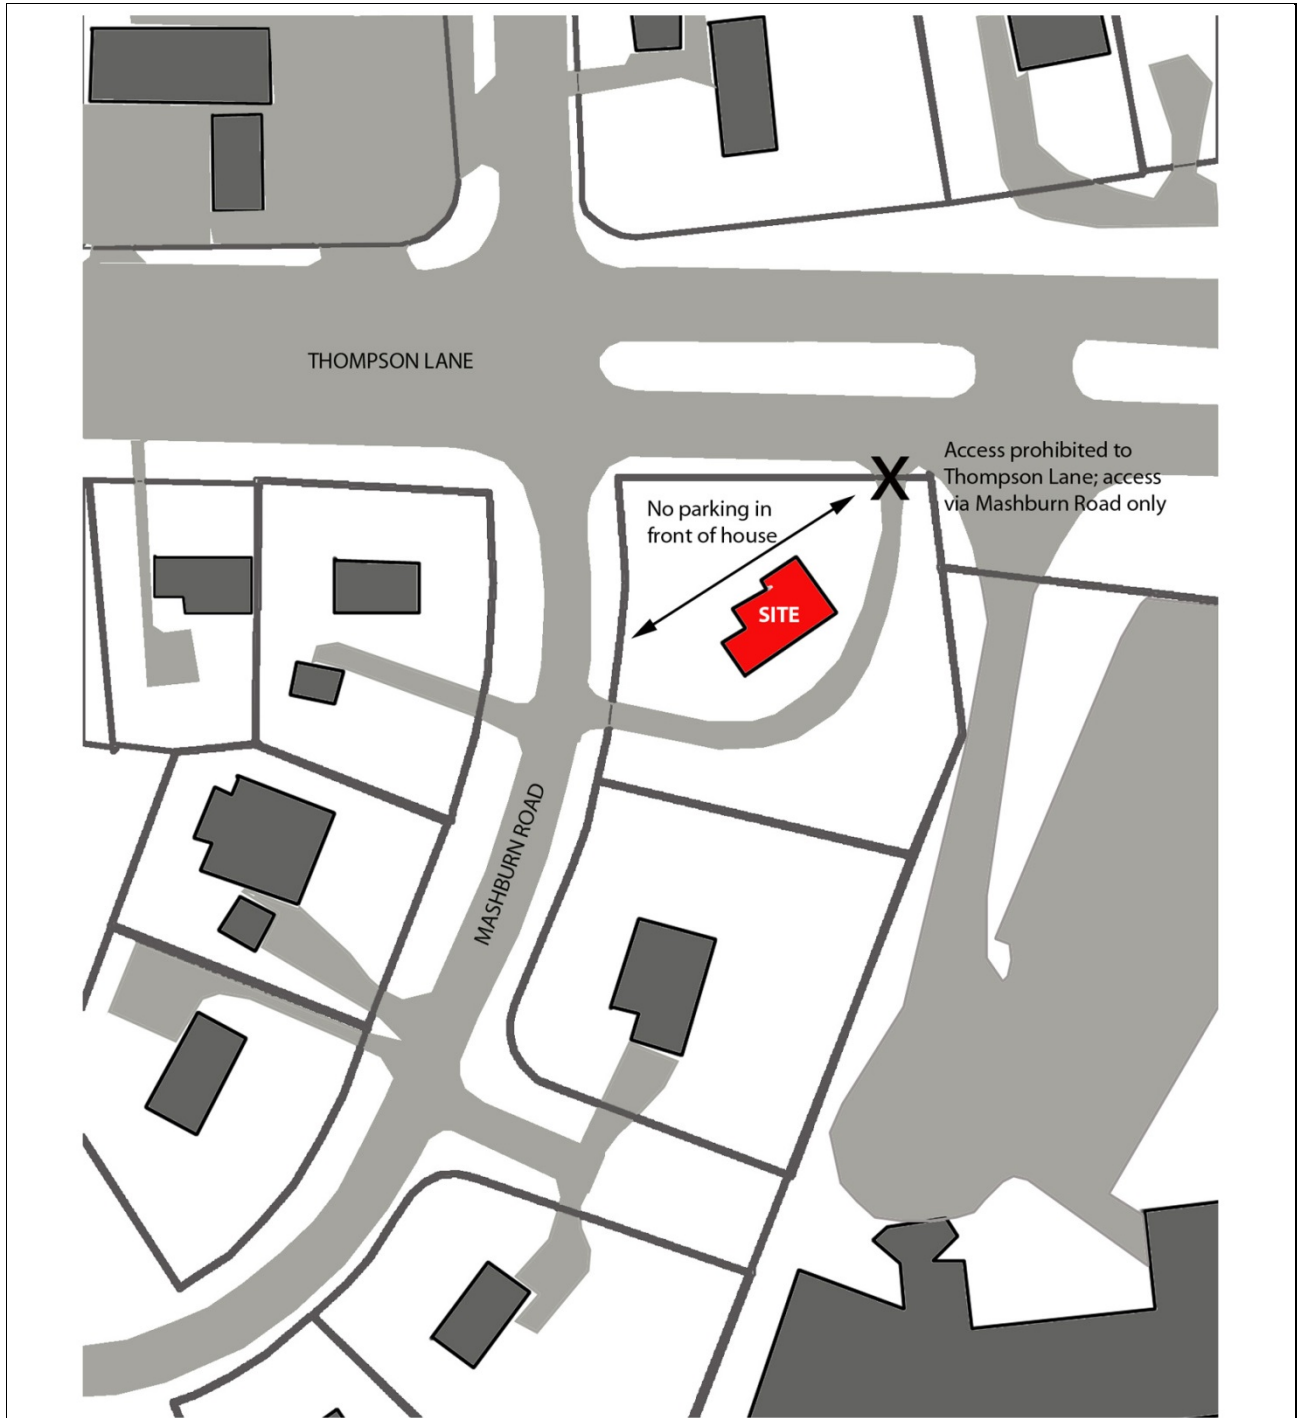 THOMPSON LANE
Access prohibited to
Thompson Lane; access
via Mashburn Road only
No parking in
front of house
X
SITE
MASHBURN ROAD